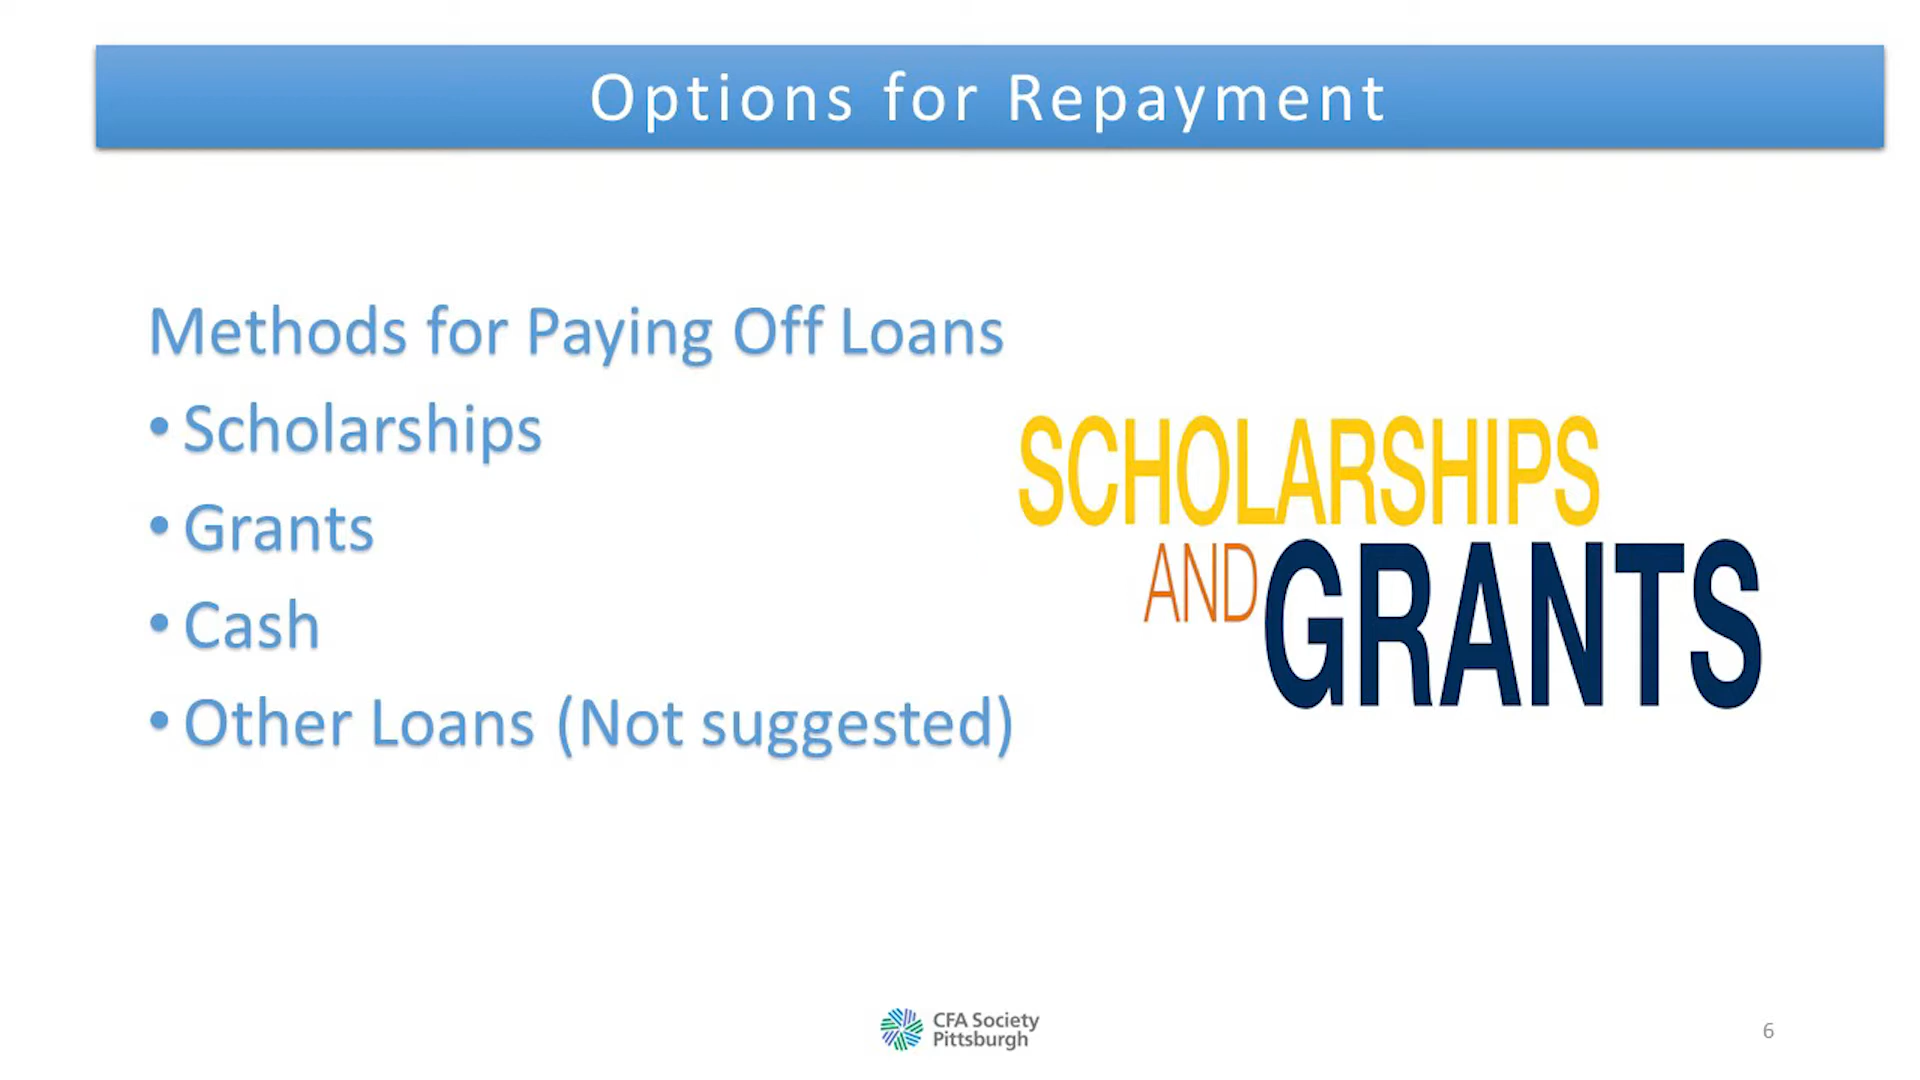 Options for Repayment
Methods for Paying Off Loans
• Scholarships
• Grants
• Cash
• Other Loans (Not suggested)
SCHOLARSHIPS
AND GRANTS
CFA Society
Pittsburgh
6